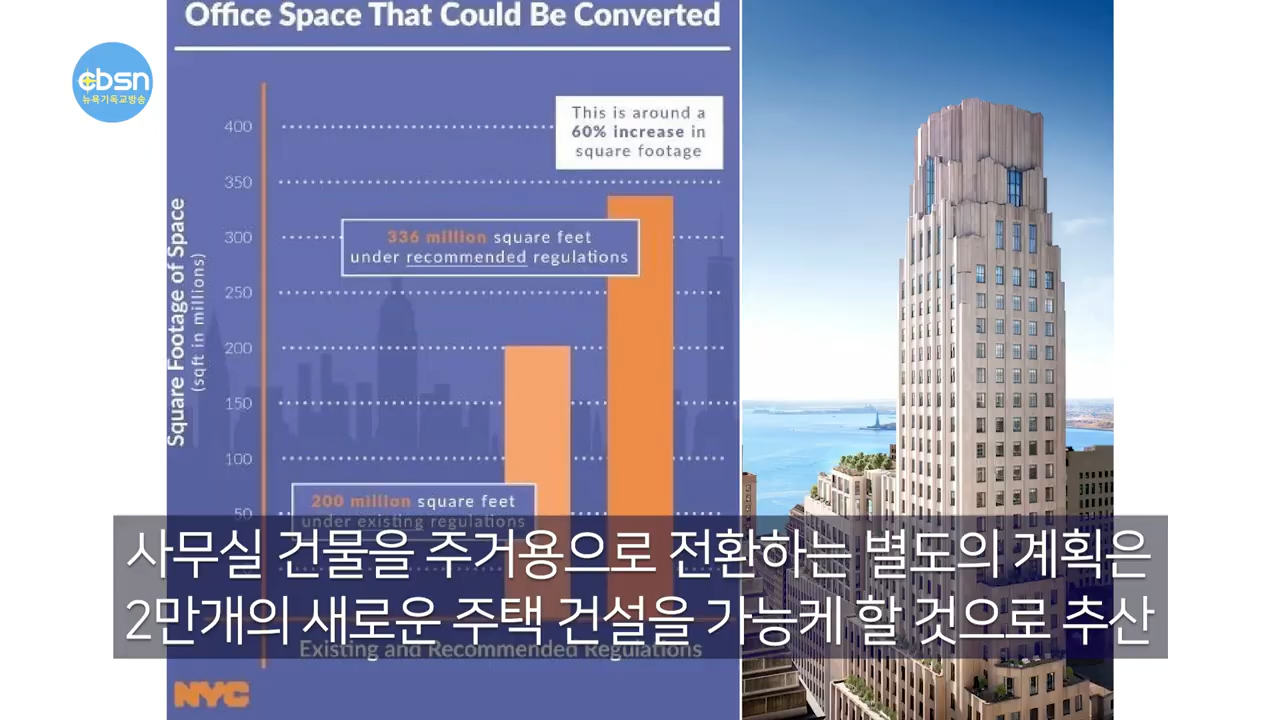 Office Space That Could Be Converted
cbsn
뉴욕기독교방송
This is around a
60% increase in
square footage
400
350
300
250
200
150
100
50
Square Footage of Space
(sqft in millions)
336 million square feet
under recommended regulations
200 million square feet
under existing regulations
사무실 건물을 주거용으로 전환하는 별도의 계획은
2만개의 새로운 주택 건설을 가능케 할 것으로 추산
Existing and Recommended Regulations
NYC